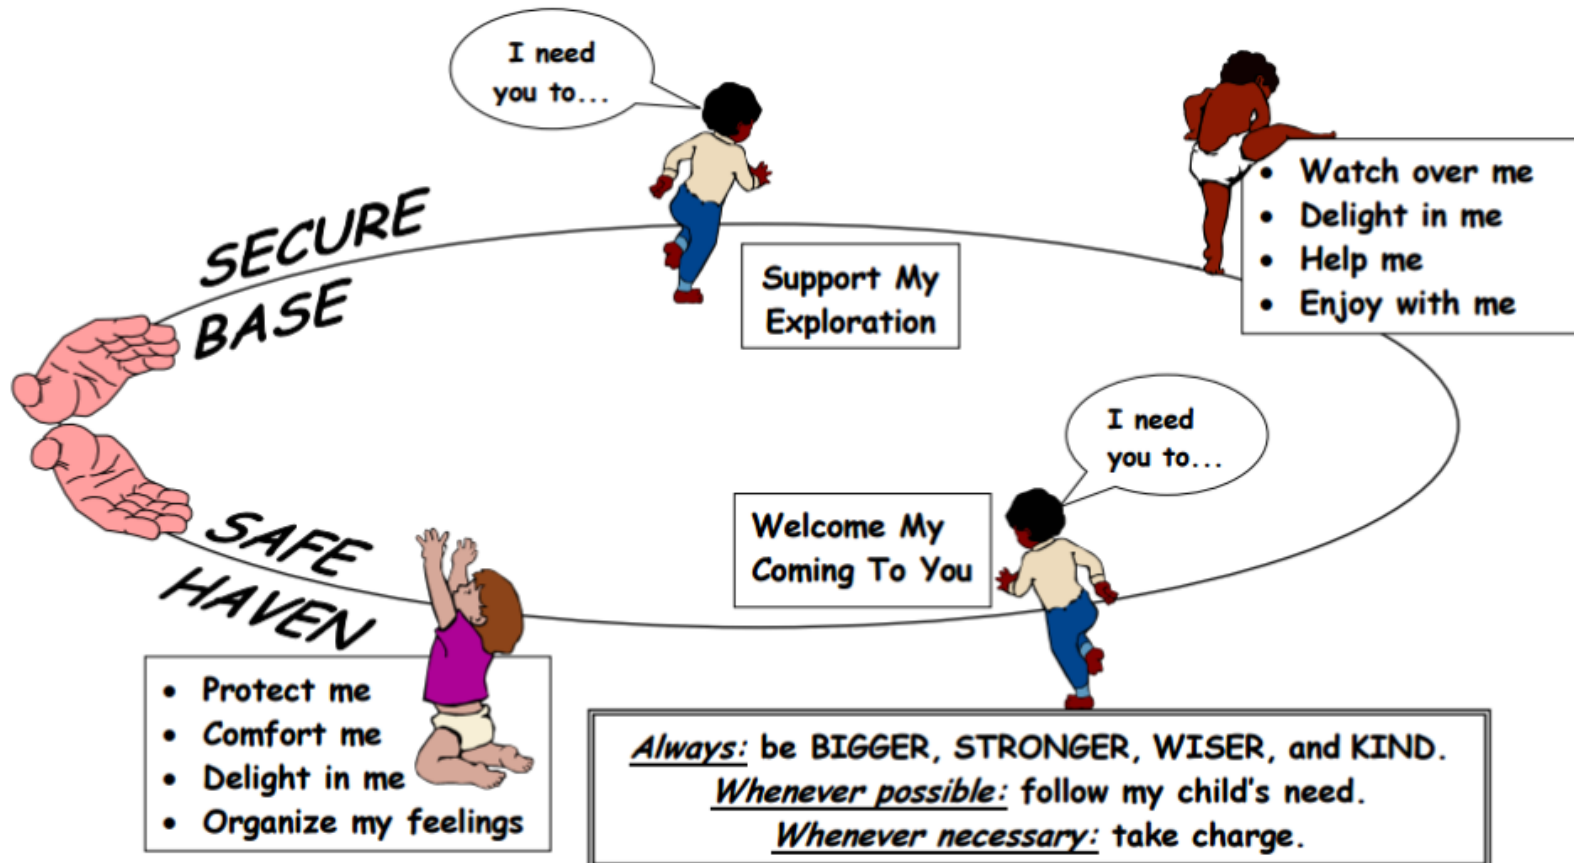 I need
you to...
SECURE
BASE
Support My
Exploration
• Watch over me
• Delight in me
• Help me
• Enjoy with me
I need
you to...
Welcome My
Coming To You
SAFE
HAVEN
• Protect me
• Comfort me
• Delight in me
• Organize my feelings
Always: be BIGGER, STRONGER, WISER, and KIND.
Whenever possible: follow my child's need.
Whenever necessary: take charge.